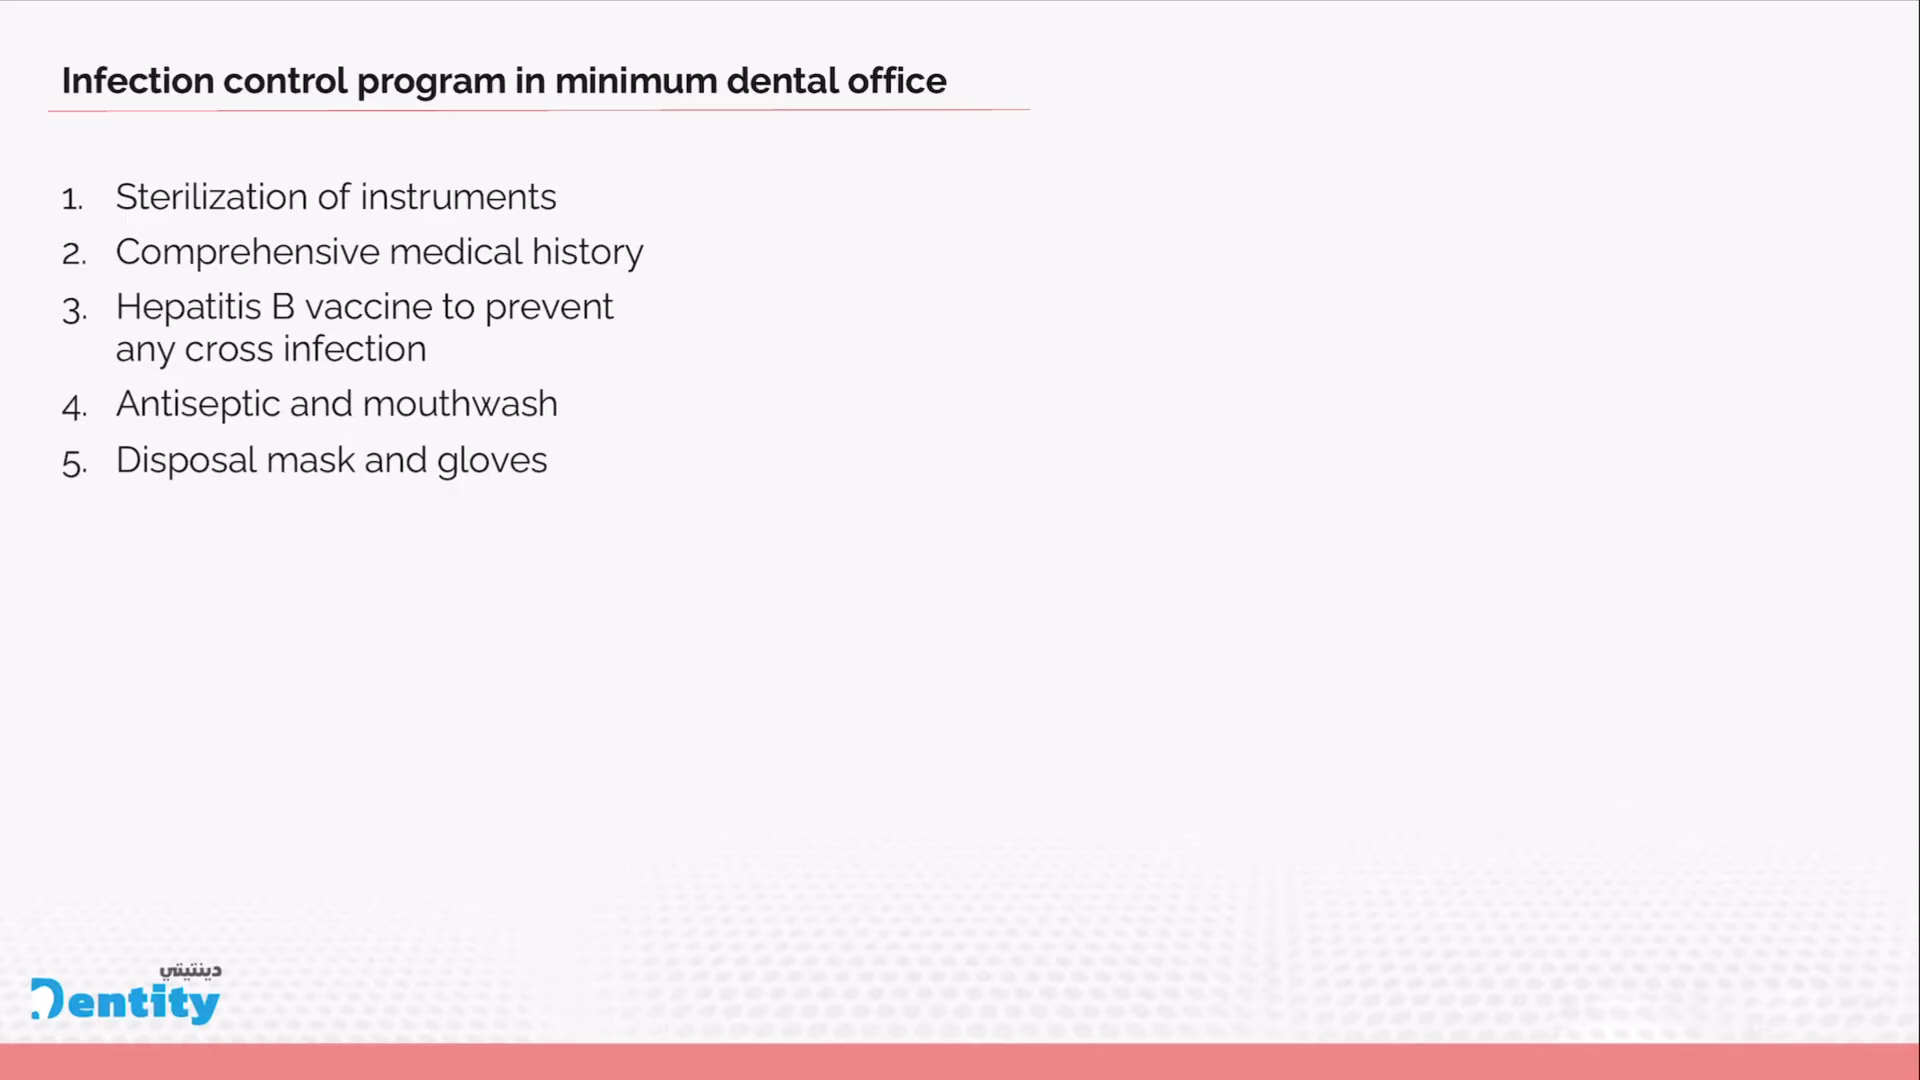 Infection control program in minimum dental office
1. Sterilization of instruments
2. Comprehensive medical history
3. Hepatitis B vaccine to prevent
any cross infection
4. Antiseptic and mouthwash
5. Disposal mask and gloves
دينتيتي
Dentity